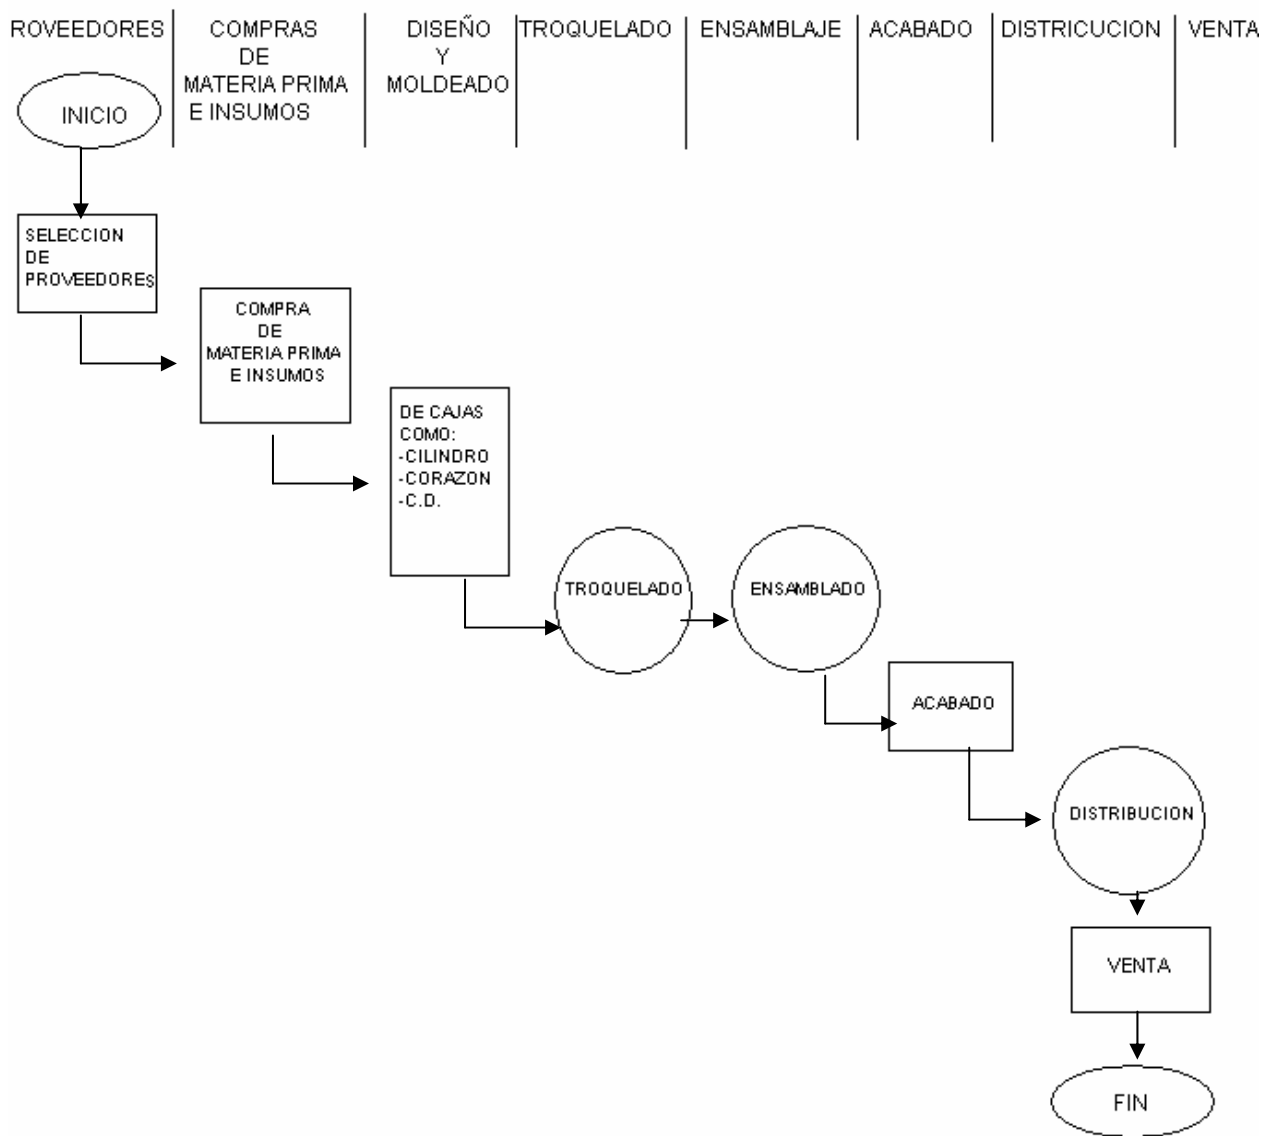 ROVEEDORES
COMPRAS
DE
MATERIA PRIMA
E INSUMOS
DISEÑO
Y
MOLDEADO
TROQUELADO
ENSAMBLAJE
ACABADO
DISTRICUCION
VENTA
INICIO
SELECCION
DE
PROVEEDORES
COMPRA
DE
MATERIA PRIMA
E INSUMOS
DE CAJAS
COMO:
-CILINDRO
-CORAZON
-C.D.
TROQUELADO
ENSAMBLADO
ACABADO
DISTRIBUCION
VENTA
FIN